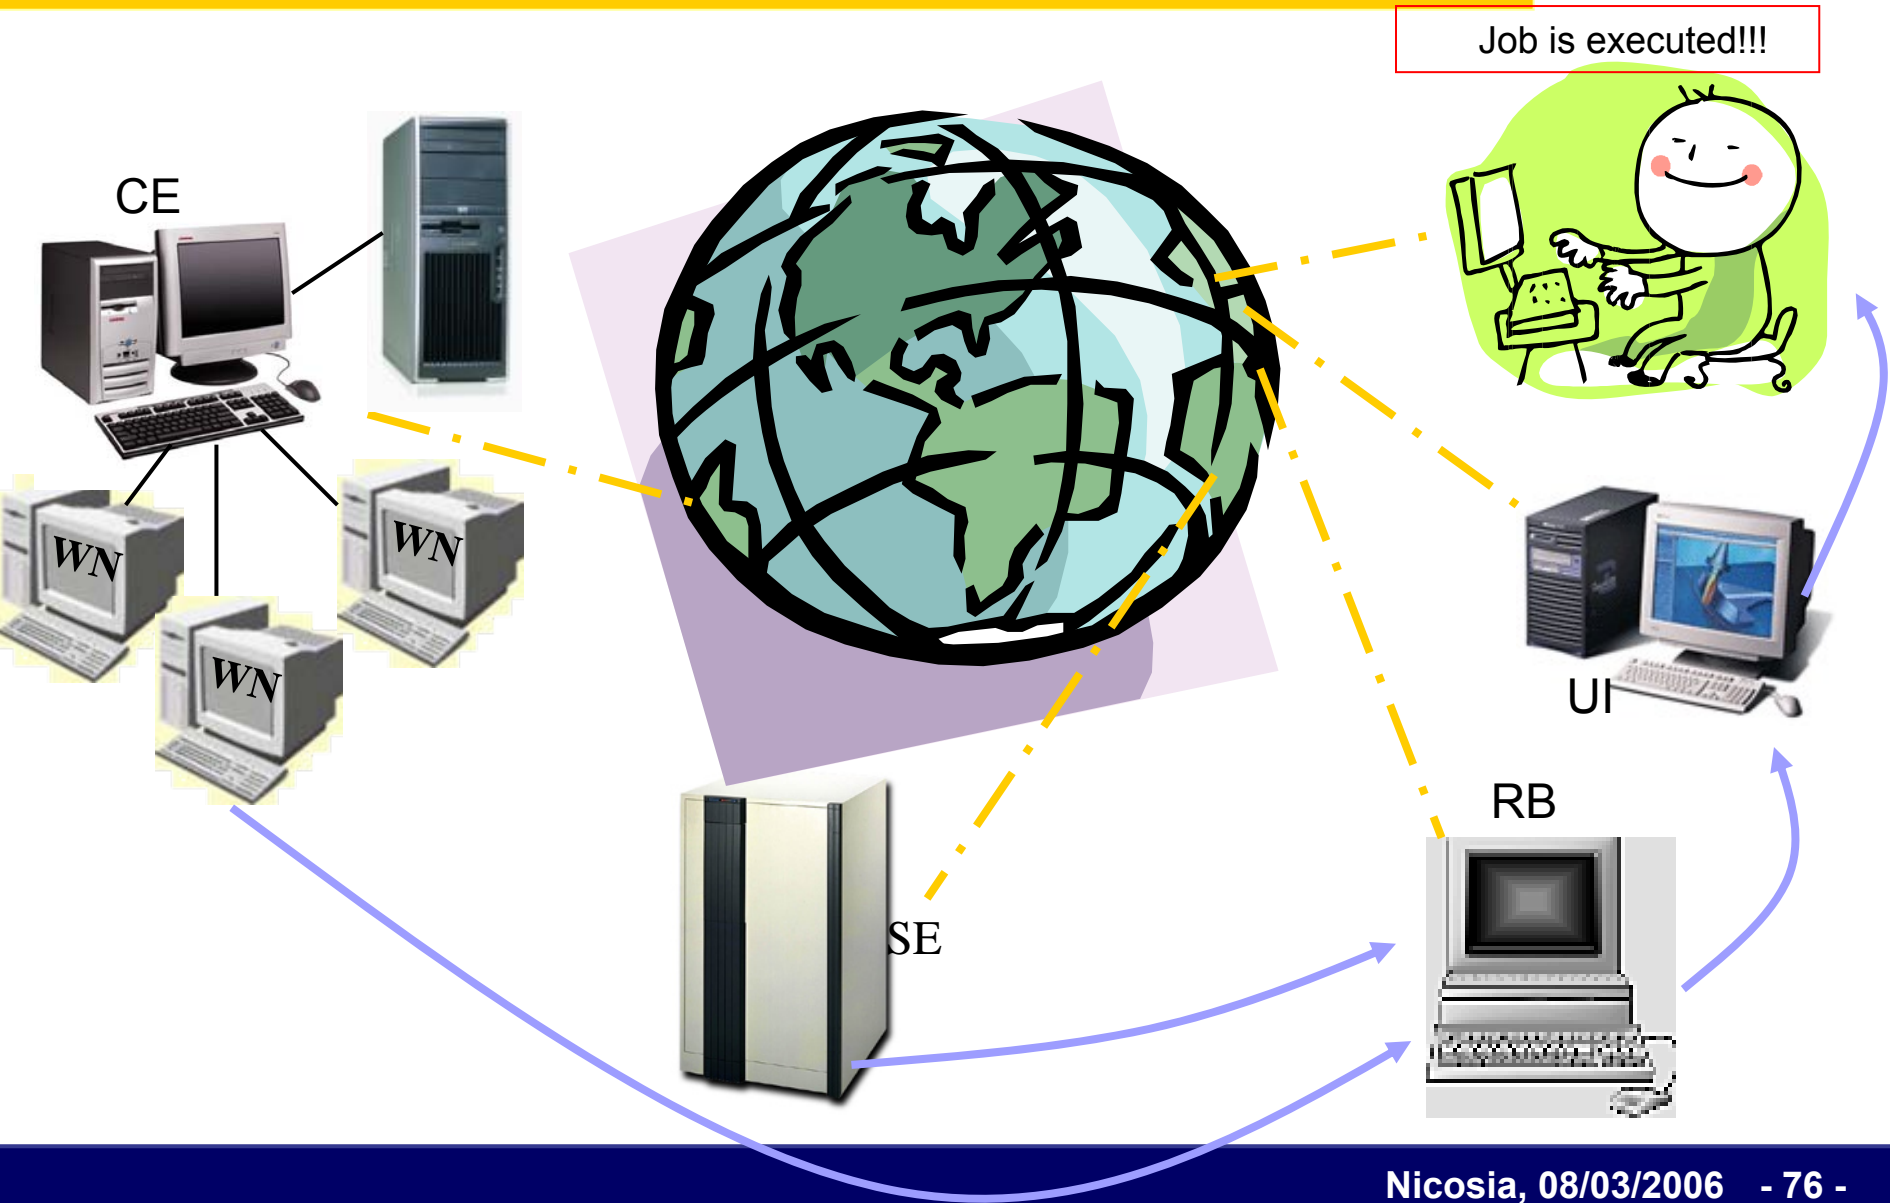 Job is executed!!!
CE
WN
WN
WN
UI
RB
SE
Nicosia, 08/03/2006 - 76 -